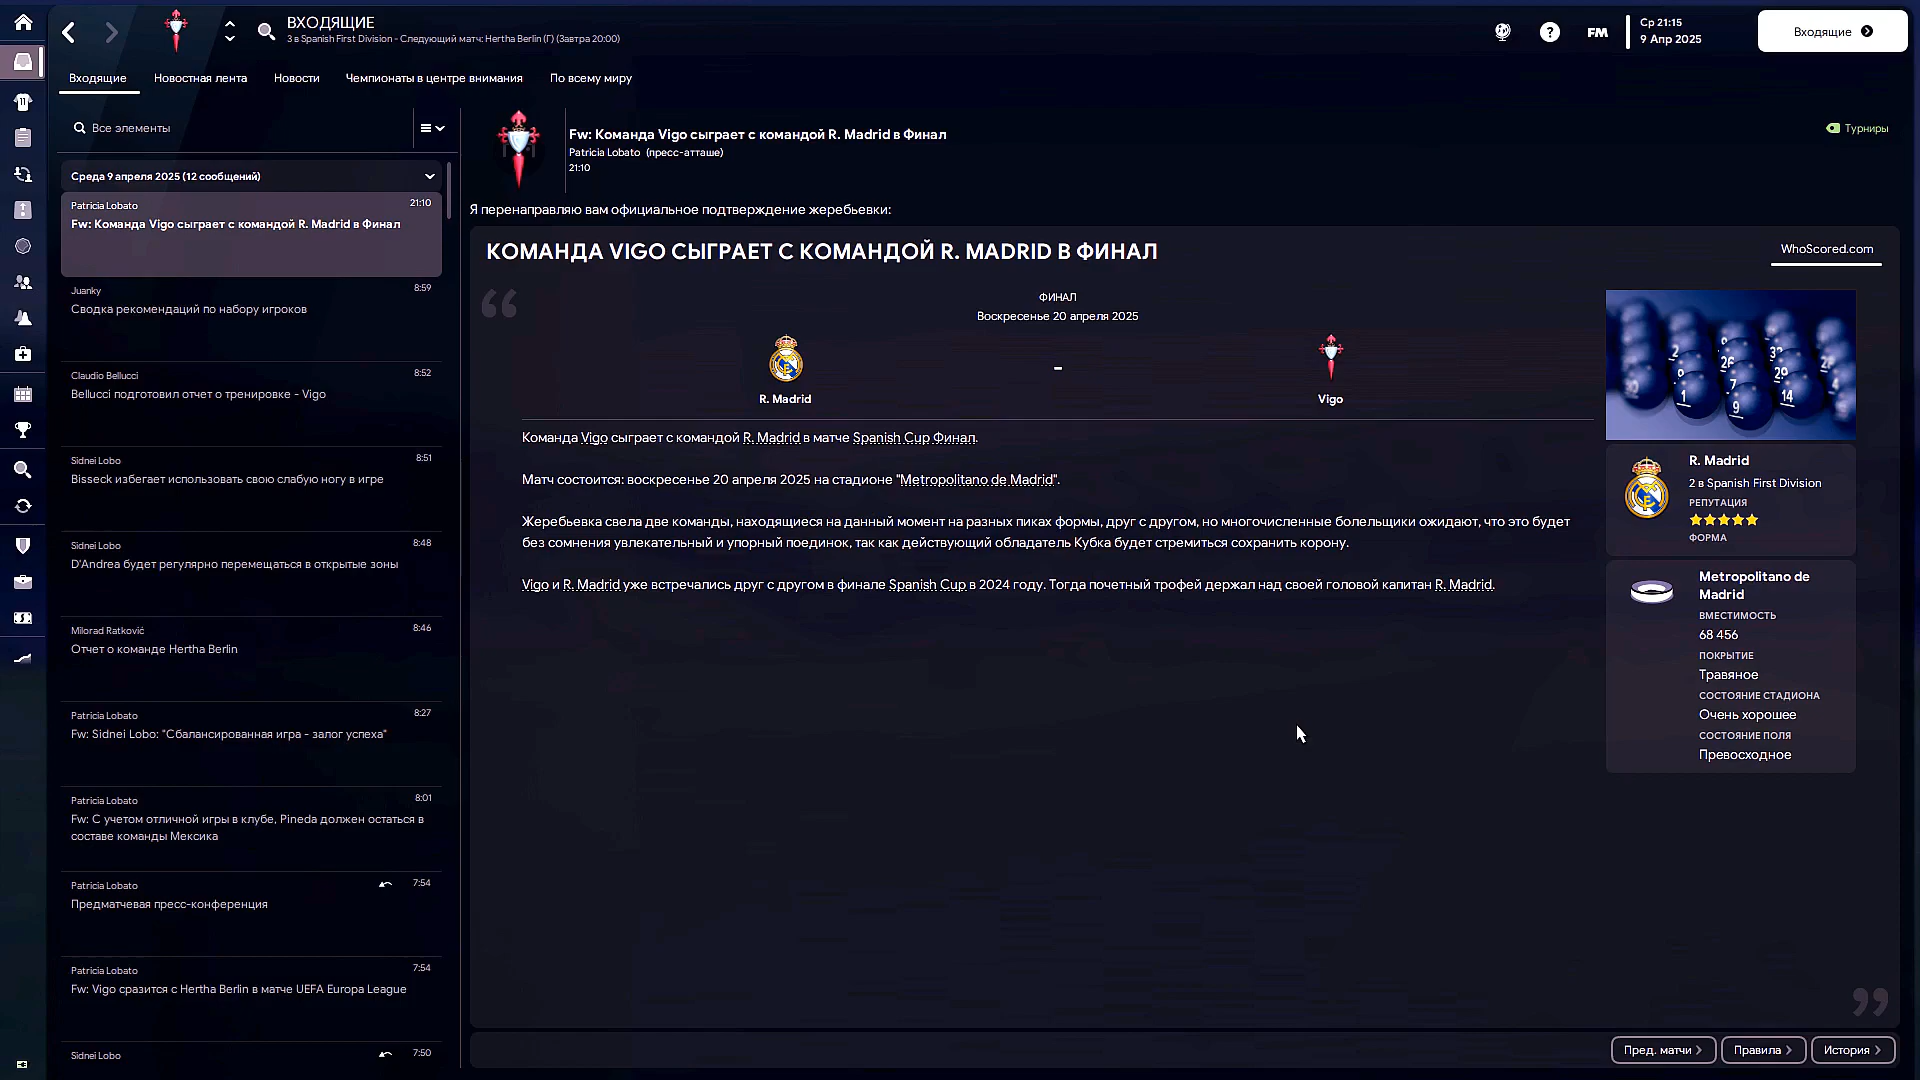 ВХОДЯЩИЕ
3 в Spanish First Division - Следующий матч: Hertha Berlin (Г) (Завтра 20:00)
FM
Ср 21:15
9 Апр 2025
Входящие
Входящие
Новостная лента
Новости
Чемпионаты в центре внимания
По всему миру
Все элементы
Среда 9 апреля 2025 (12 сообщений)
Patricia Lobato
21:10
Fw: Команда Vigo сыграет с командой R. Madrid в Финал
Juanky
8:59
Сводка рекомендаций по набору игроков
Claudio Bellucci
8:52
Bellucci подготовил отчет о тренировке - Vigo
Sidnei Lobo
8:51
Bisseck избегает использовать свою слабую ногу в игре
Sidnei Lobo
8:48
D'Andrea будет регулярно перемещаться в открытые зоны
Milorad Ratković
8:46
Отчет о команде Hertha Berlin
Patricia Lobato
8:27
Fw: Sidnei Lobo: "Сбалансированная игра - залог успеха"
Patricia Lobato
8:01
Fw: С учетом отличной игры в клубе, Pineda должен остаться в
составе команды Мексика
Patricia Lobato
7:54
Предматчевая пресс-конференция
Patricia Lobato
7:54
Fw: Vigo сразится с Hertha Berlin в матче UEFA Europa League
Sidnei Lobo
7:50
Fw: Команда Vigo сыграет с командой R. Madrid в Финал
Patricia Lobato (пресс-атташе)
21:10
Турниры
Я перенаправляю вам официальное подтверждение жеребьевки:
КОМАНДА VIGO СЫГРАЕТ С КОМАНДОЙ R. MADRID В ФИНАЛ
WhoScored.com
ФИНАЛ
Воскресенье 20 апреля 2025
-
R. Madrid
Vigo
Команда Vigo сыграет с командой R. Madrid в матче Spanish Cup Финал.
Матч состоится: воскресенье 20 апреля 2025 на стадионе "Metropolitano de Madrid".
Жеребьевка свела две команды, находящиеся на данный момент на разных пиках формы, друг с другом, но многочисленные болельщики ожидают, что это будет
без сомнения увлекательный и упорный поединок, так как действующий обладатель Кубка будет стремиться сохранить корону.
Vigo и R. Madrid уже встречались друг с другом в финале Spanish Cup в 2024 году. Тогда почетный трофей держал над своей головой капитан R. Madrid.
R. Madrid
2 в Spanish First Division
РЕПУТАЦИЯ
ФОРМА
Metropolitano de
Madrid
ВМЕСТИМОСТЬ
68 456
ПОКРЫТИЕ
Травяное
СОСТОЯНИЕ СТАДИОНА
Очень хорошее
СОСТОЯНИЕ ПОЛЯ
Превосходное
Пред. матчи
Правила
История